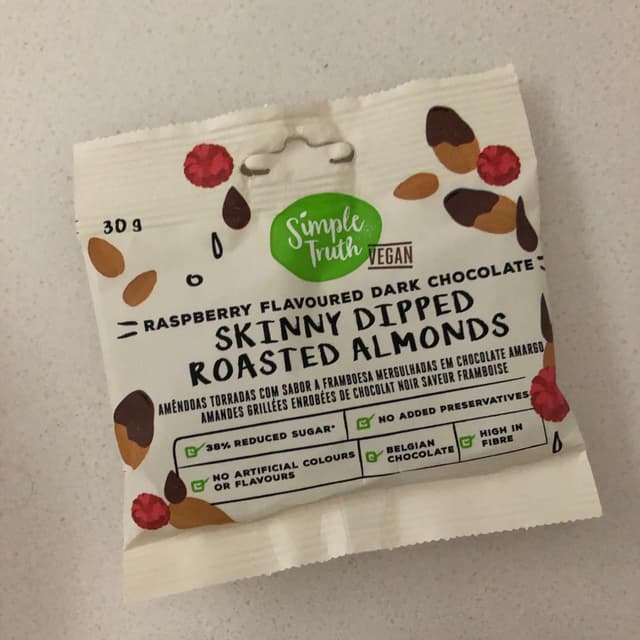 30 g
Simple
Truth
VEGAN
RASPBERRY FLAVOURED DARK CHOCOLATE
SKINNY DIPPED
ROASTED ALMONDS
AMÊNDOAS TORRADAS COM SABOR A FRAMBOESA MERGULHADAS EM CHOCOLATE AMARGO
AMANDES GRILLÉES ENROBÉES DE CHOCOLAT NOIR SAVEUR FRAMBOISE
38% REDUCED SUGAR*
NO ADDED PRESERVATIVES
NO ARTIFICIAL COLOURS
OR FLAVOURS
BELGIAN
CHOCOLATE
HIGH IN
FIBRE